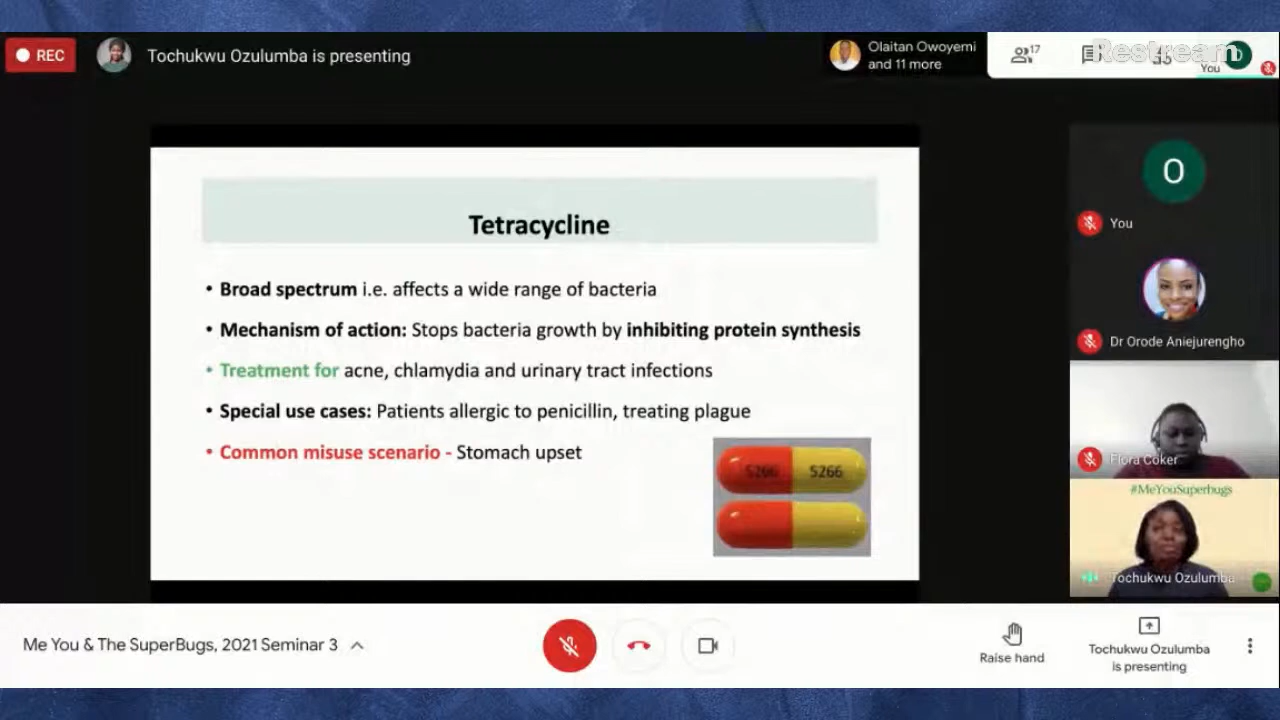 REC
Tochukwu Ozulumba is presenting
Olaitan Owoyemi
and 11 more
17
Restream
You
Tetracycline
• Broad spectrum i.e. affects a wide range of bacteria
• Mechanism of action: Stops bacteria growth by inhibiting protein synthesis
• Treatment for acne, chlamydia and urinary tract infections
• Special use cases: Patients allergic to penicillin, treating plague
• Common misuse scenario - Stomach upset
5266 5266
O
You
Dr Orode Aniejurengho
Flora Coker
#MeYouSuperbugs
Tochukwu Ozulumba
Me You & The SuperBugs, 2021 Seminar 3
Raise hand
Tochukwu Ozulumba
is presenting